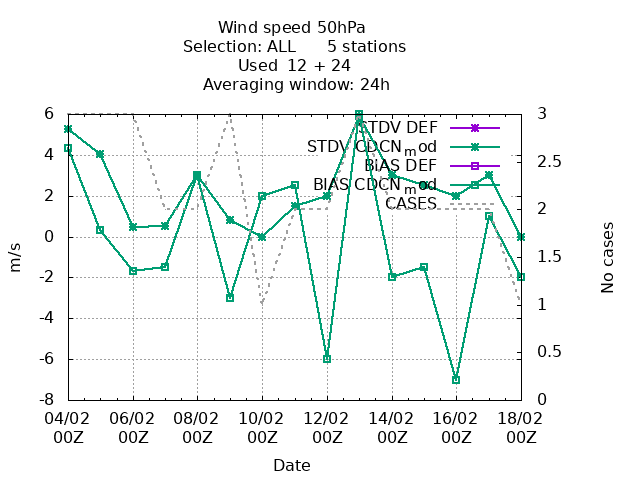 Wind speed 50hPa
Selection: ALL 5 stations
Used 12 + 24
Averaging window: 24h
6
4
2
0
-2
-4
-6
-8
m/s
3
2.5
2
1.5
1
0.5
0
No cases
STDV DEF
STDV CDCNmod
BIAS DEF
BIAS CDCNmod
CASES
04/02 06/02 08/02 10/02 12/02 14/02 16/02 18/02
00Z 00Z 00Z 00Z 00Z 00Z 00Z 00Z
Date